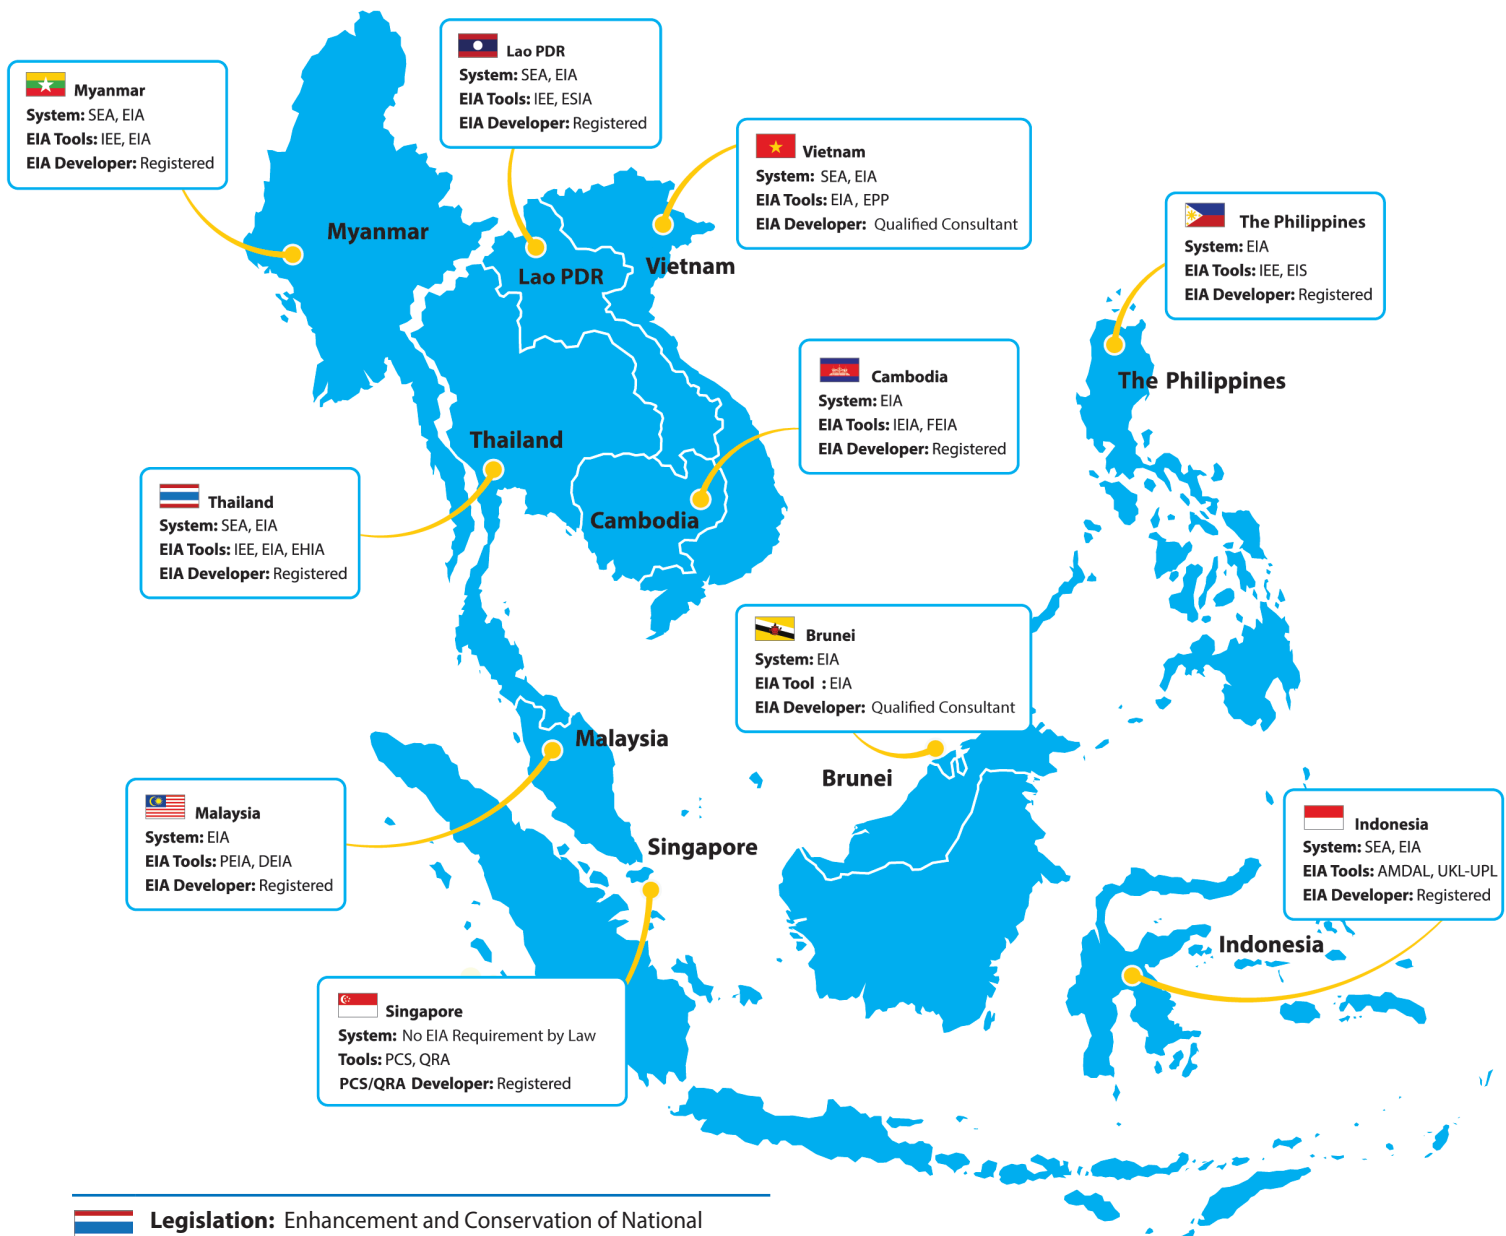 Lao PDR
System: SEA, EIA
EIA Tools: IEE, ESIA
EIA Developer: Registered
Myanmar
System: SEA, EIA
EIA Tools: IEE, EIA
EIA Developer: Registered
Vietnam
System: SEA, EIA
EIA Tools: EIA, EPP
EIA Developer: Qualified Consultant
The Philippines
System: EIA
EIA Tools: IEE, EIS
EIA Developer: Registered
Myanmar
Lao PDR
Vietnam
Cambodia
System: EIA
EIA Tools: IEIA, FEIA
EIA Developer: Registered
The Philippines
Thailand
Thailand
System: SEA, EIA
EIA Tools: IEE, EIA, EHIA
EIA Developer: Registered
Cambodia
Brunei
System: EIA
EIA Tool : EIA
EIA Developer: Qualified Consultant
Malaysia
Brunei
Malaysia
System: EIA
EIA Tools: PEIA, DEIA
EIA Developer: Registered
Singapore
Indonesia
System: SEA, EIA
EIA Tools: AMDAL, UKL-UPL
EIA Developer: Registered
Indonesia
Singapore
System: No EIA Requirement by Law
Tools: PCS, QRA
PCS/QRA Developer: Registered
Legislation: Enhancement and Conservation of National